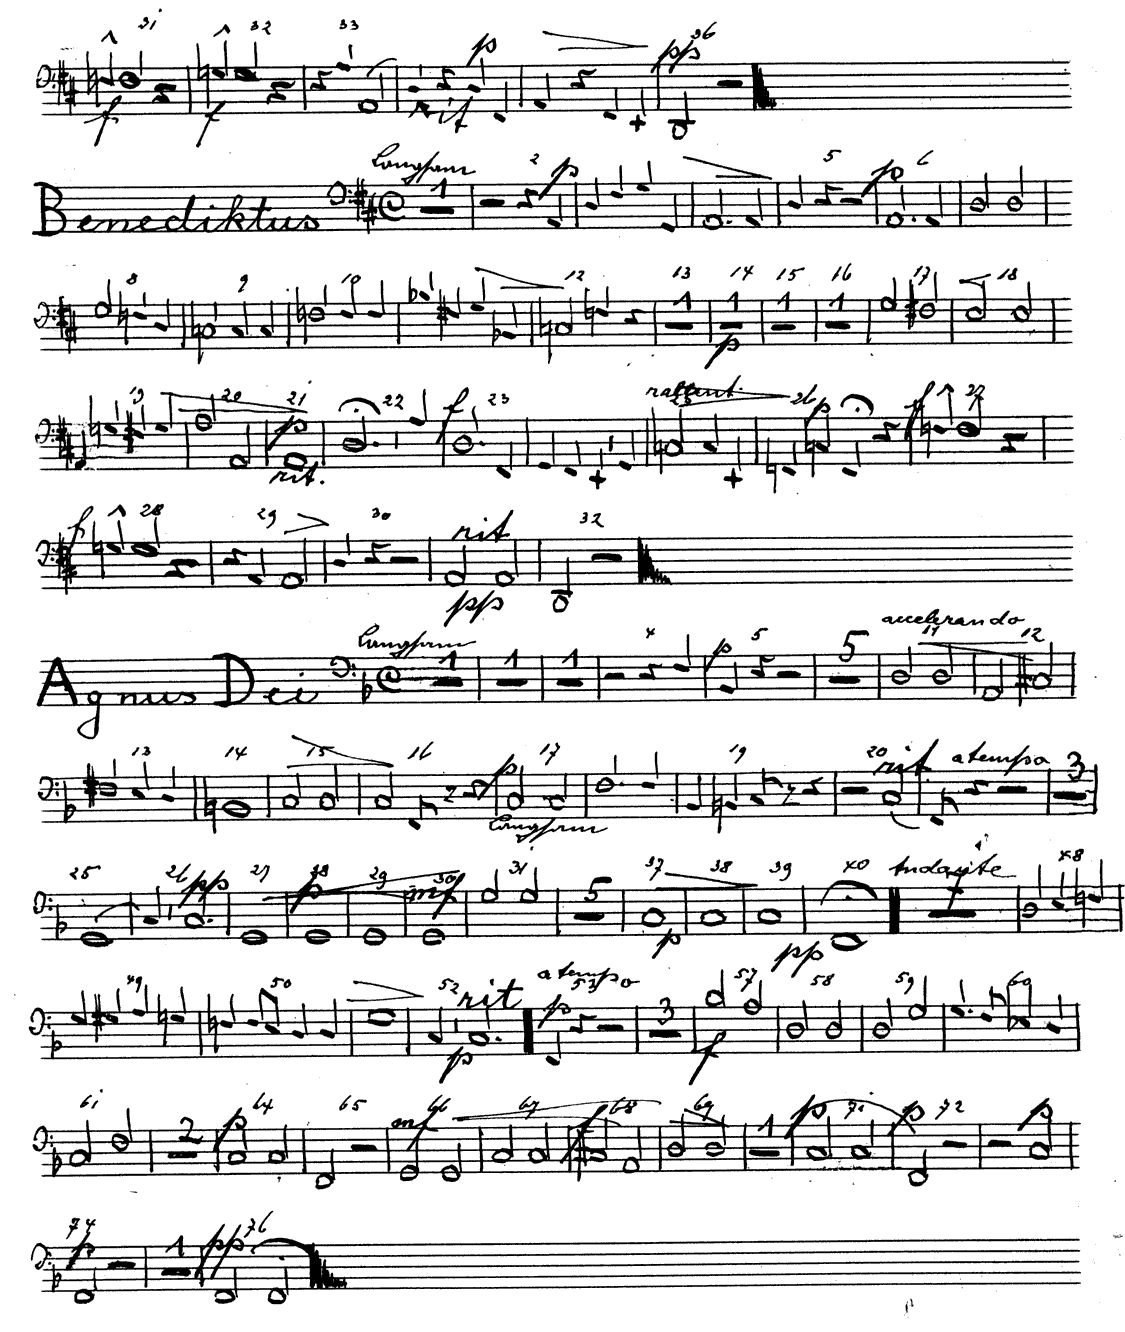 31 32 33 p pp 36
f f rit
Langsam
1 2 p 5 p 6
Benediktus
8 9 10 12 13 14 15 16 17 18
1 1 1 1
p
rallent.
19 20 21 22 f 23 25 26 p f 27
p
rit.
f 28 29 30 rit 32
pp
Langsam accelerando
1 1 1 4 p 5 5 11 12
Agnus Dei
13 14 15 16 p 17 19 20 rit a tempo 3
Langsam
25 26 pp 27 p 28 29 mf 30 31 5 37 38 39 40 Andante 7 48
p pp
49 50 52 rit a tempo p 53 3 57 58 59 60
p f
61 2 p 64 65 mf 66 67 f 68 69 1 p 71 p 72 p
74 p 1 pp 76